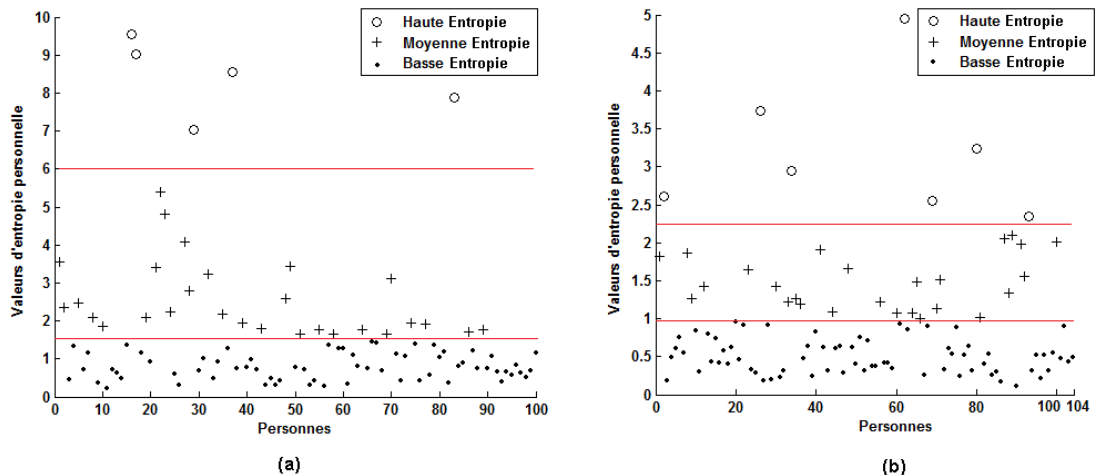 Valeurs d'entropie personnelle
10
9
8
7
6
5
4
3
2
1
0
Haute Entropie
Moyenne Entropie
Basse Entropie
0 10 20 30 40 50 60 70 80 90 100
Personnes
(a)
Valeurs d'entropie personnelle
5
4.5
4
3.5
3
2.5
2
1.5
1
0.5
0
Haute Entropie
Moyenne Entropie
Basse Entropie
0 20 40 60 80 100 104
Personnes
(b)